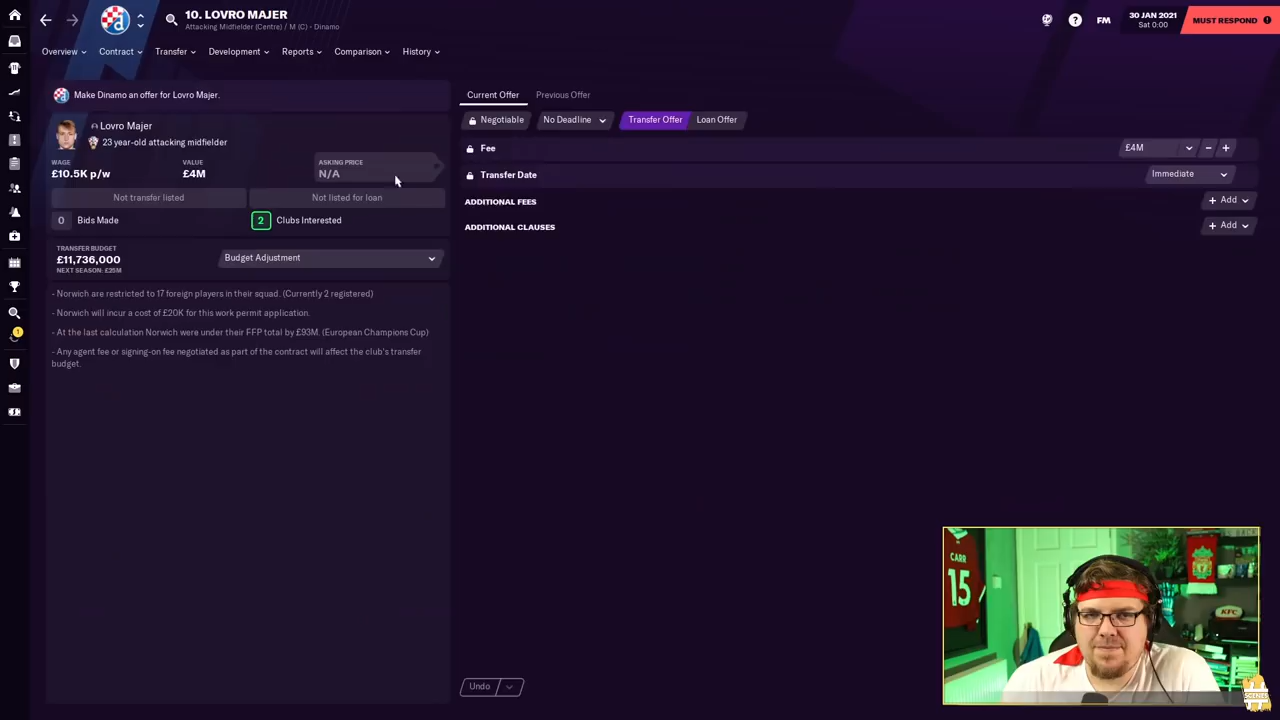 10. LOVRO MAJER
Attacking Midfielder (Centre) / M (C) - Dinamo
FM
30 JAN 2021
Sat 0:00
MUST RESPOND
Overview
Contract
Transfer
Development
Reports
Comparison
History
Make Dinamo an offer for Lovro Majer.
Lovro Majer
23 year-old attacking midfielder
WAGE
£10.5K p/w
VALUE
£4M
ASKING PRICE
N/A
Not transfer listed
Not listed for loan
0 Bids Made
2 Clubs Interested
TRANSFER BUDGET
£11,736,000
NEXT SEASON: £25M
Budget Adjustment
- Norwich are restricted to 17 foreign players in their squad. (Currently 2 registered)
- Norwich will incur a cost of £20K for this work permit application.
- At the last calculation Norwich were under their FFP total by £93M. (European Champions Cup)
- Any agent fee or signing-on fee negotiated as part of the contract will affect the club's transfer
budget.
Current Offer
Previous Offer
Negotiable
No Deadline
Transfer Offer
Loan Offer
Fee
£4M
Transfer Date
Immediate
ADDITIONAL FEES
+ Add
ADDITIONAL CLAUSES
+ Add
Undo
CARR
15
KFC
SCENES